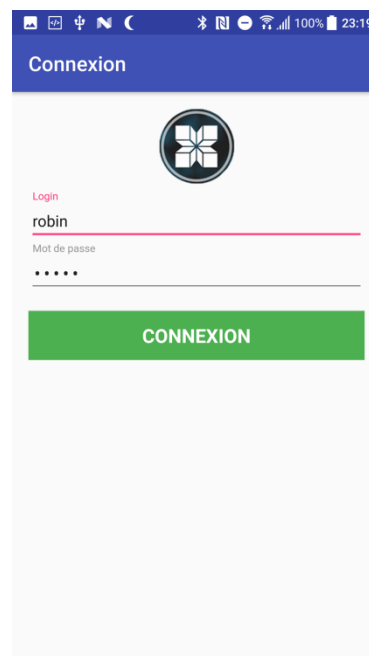 100% 23:19
Connexion
Login
robin
Mot de passe
•••••
CONNEXION